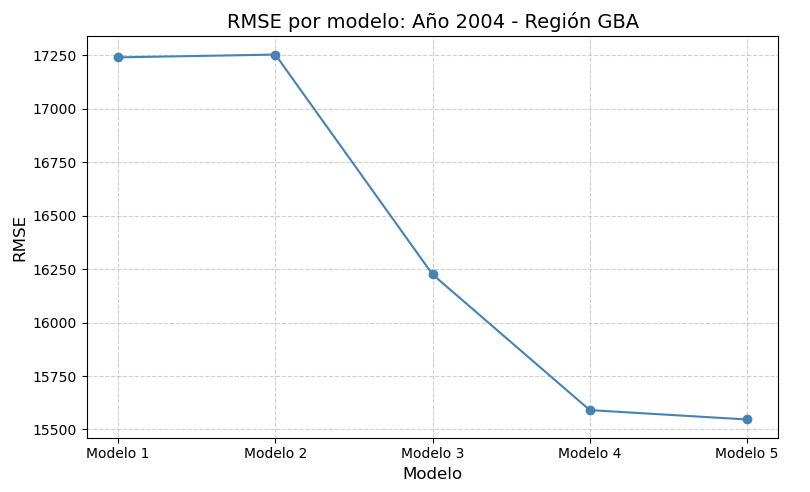 RMSE por modelo: Año 2004 - Región GBA
17250
17000
16750
16500
16250
16000
15750
15500
RMSE
Modelo 1
Modelo 2
Modelo 3
Modelo 4
Modelo 5
Modelo